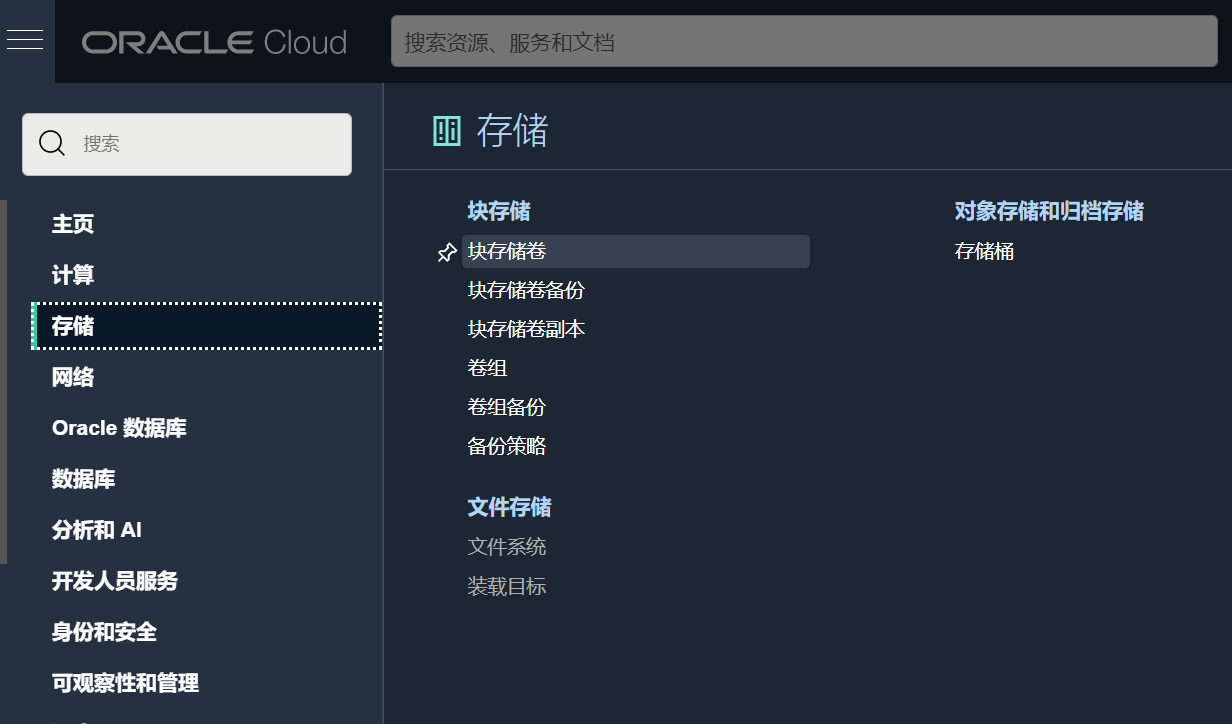 ORACLE Cloud
搜索资源、服务和文档
搜索
主页
计算
存储
网络
Oracle 数据库
数据库
分析和 AI
开发人员服务
身份和安全
可观察性和管理
存储
块存储
块存储卷
块存储卷备份
块存储卷副本
卷组
卷组备份
备份策略
文件存储
文件系统
装载目标
对象存储和归档存储
存储桶